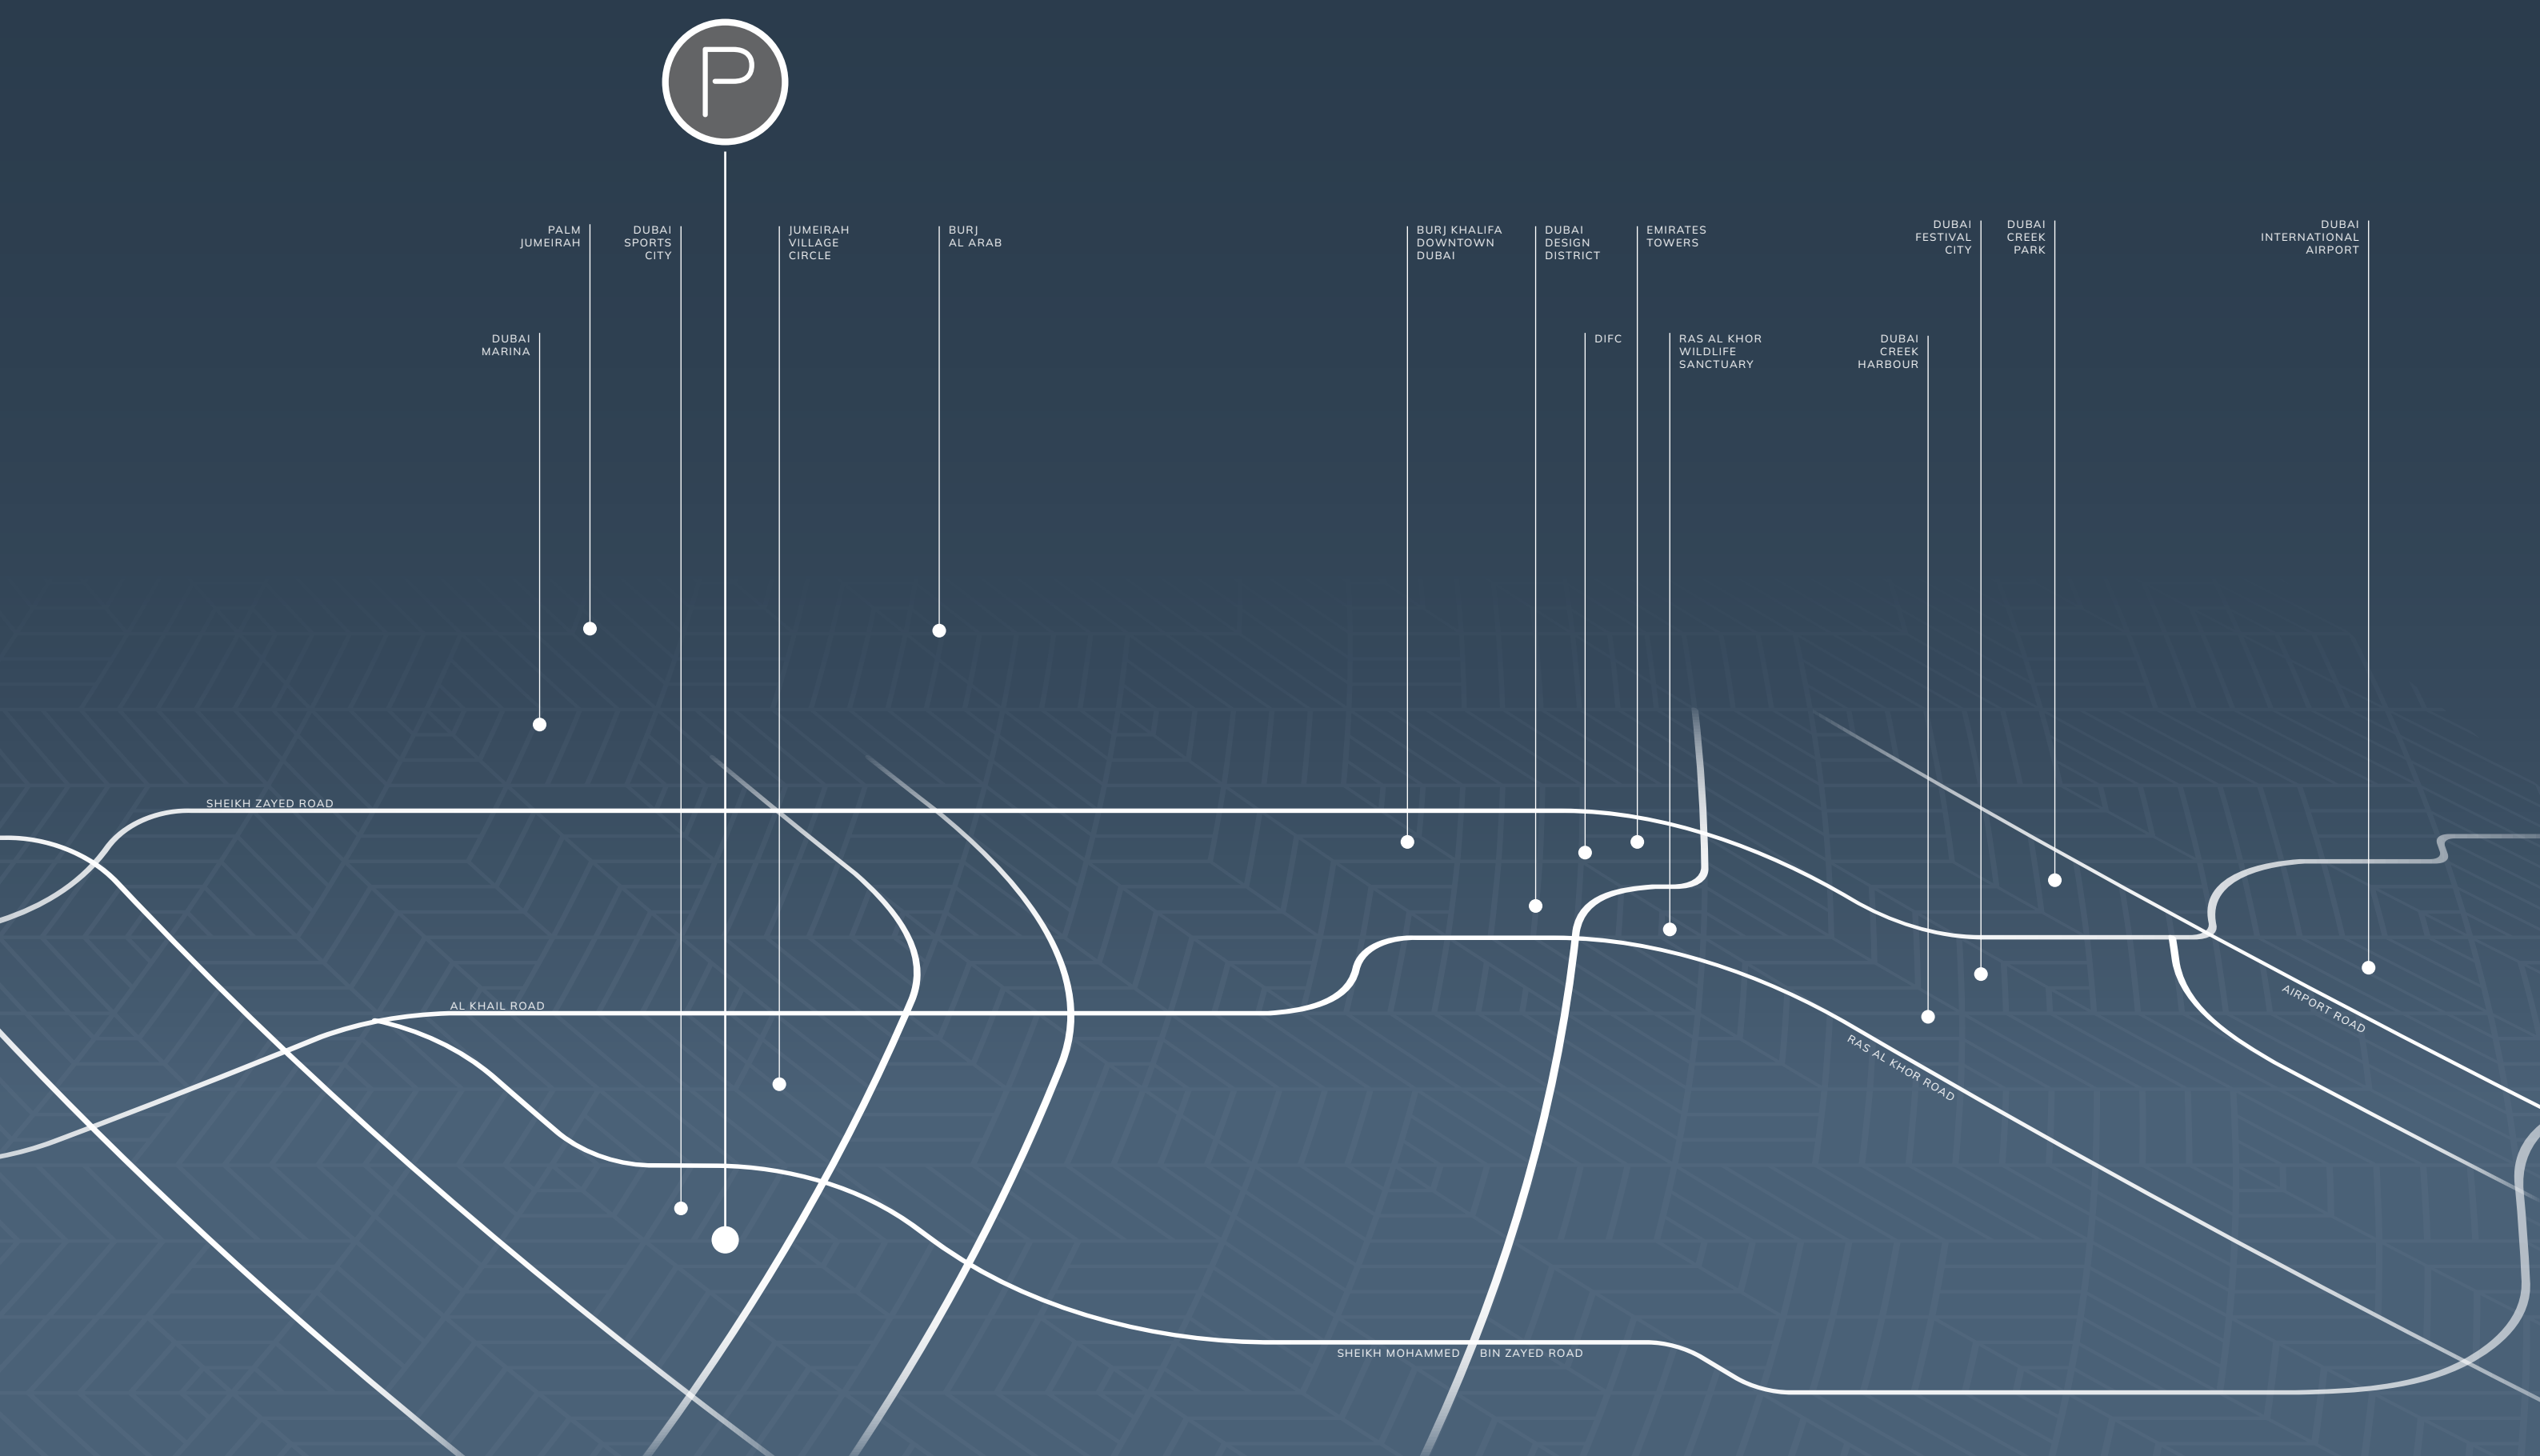 P
PALM
JUMEIRAH
DUBAI
SPORTS
CITY
JUMEIRAH
VILLAGE
CIRCLE
BURJ
AL ARAB
BURJ KHALIFA
DOWNTOWN
DUBAI
DUBAI
DESIGN
DISTRICT
EMIRATES
TOWERS
DUBAI
FESTIVAL
CITY
DUBAI
CREEK
PARK
DUBAI
INTERNATIONAL
AIRPORT
DUBAI
MARINA
DIFC
RAS AL KHOR
WILDLIFE
SANCTUARY
DUBAI
CREEK
HARBOUR
SHEIKH ZAYED ROAD
AL KHAIL ROAD
AIRPORT ROAD
RAS AL KHOR ROAD
SHEIKH MOHAMMED BIN ZAYED ROAD